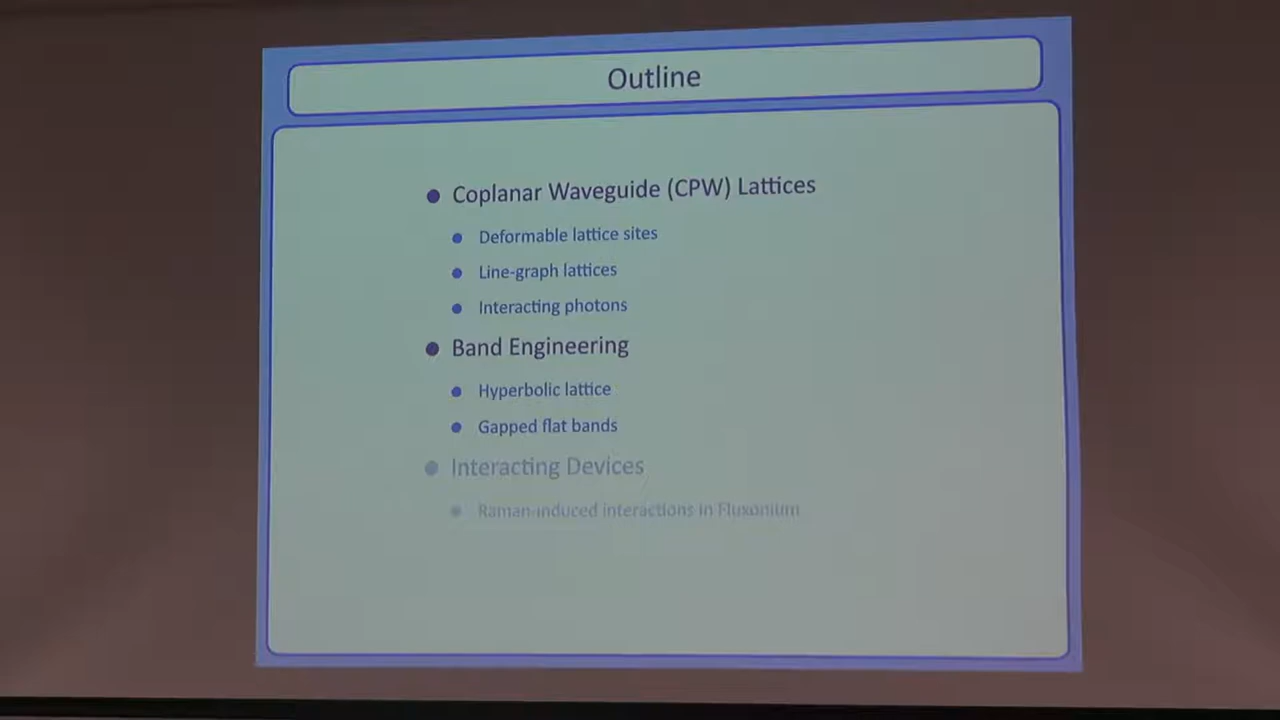 Outline
Coplanar Waveguide (CPW) Lattices
Deformable lattice sites
Line-graph lattices
Interacting photons
Band Engineering
Hyperbolic lattice
Gapped flat bands
Interacting Devices
Raman-induced interactions in Fluxonium